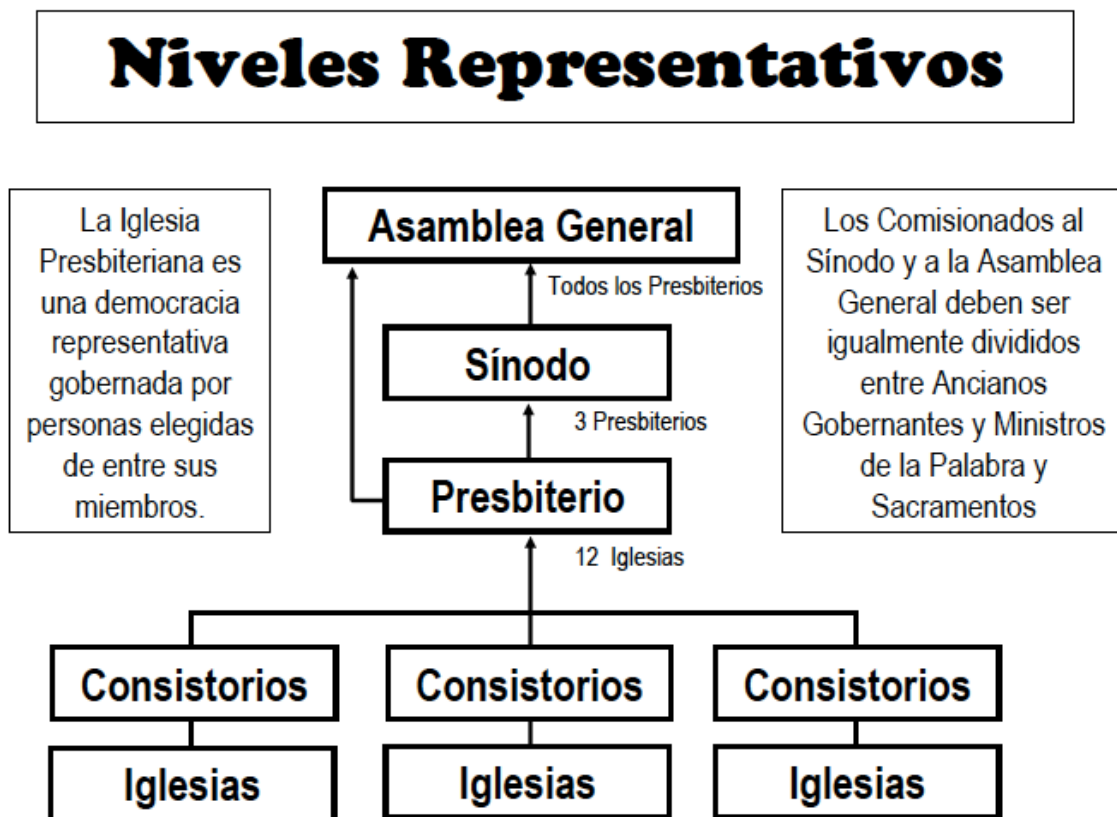 Niveles Representativos
La Iglesia
Presbiteriana es
una democracia
representativa
gobernada por
personas elegidas
de entre sus
miembros.
Asamblea General
Todos los Presbiterios
Sínodo
3 Presbiterios
Presbiterio
12 Iglesias
Los Comisionados al
Sínodo y a la Asamblea
General deben ser
igualmente divididos
entre Ancianos
Gobernantes y Ministros
de la Palabra y
Sacramentos
Consistorios
Consistorios
Consistorios
Iglesias
Iglesias
Iglesias